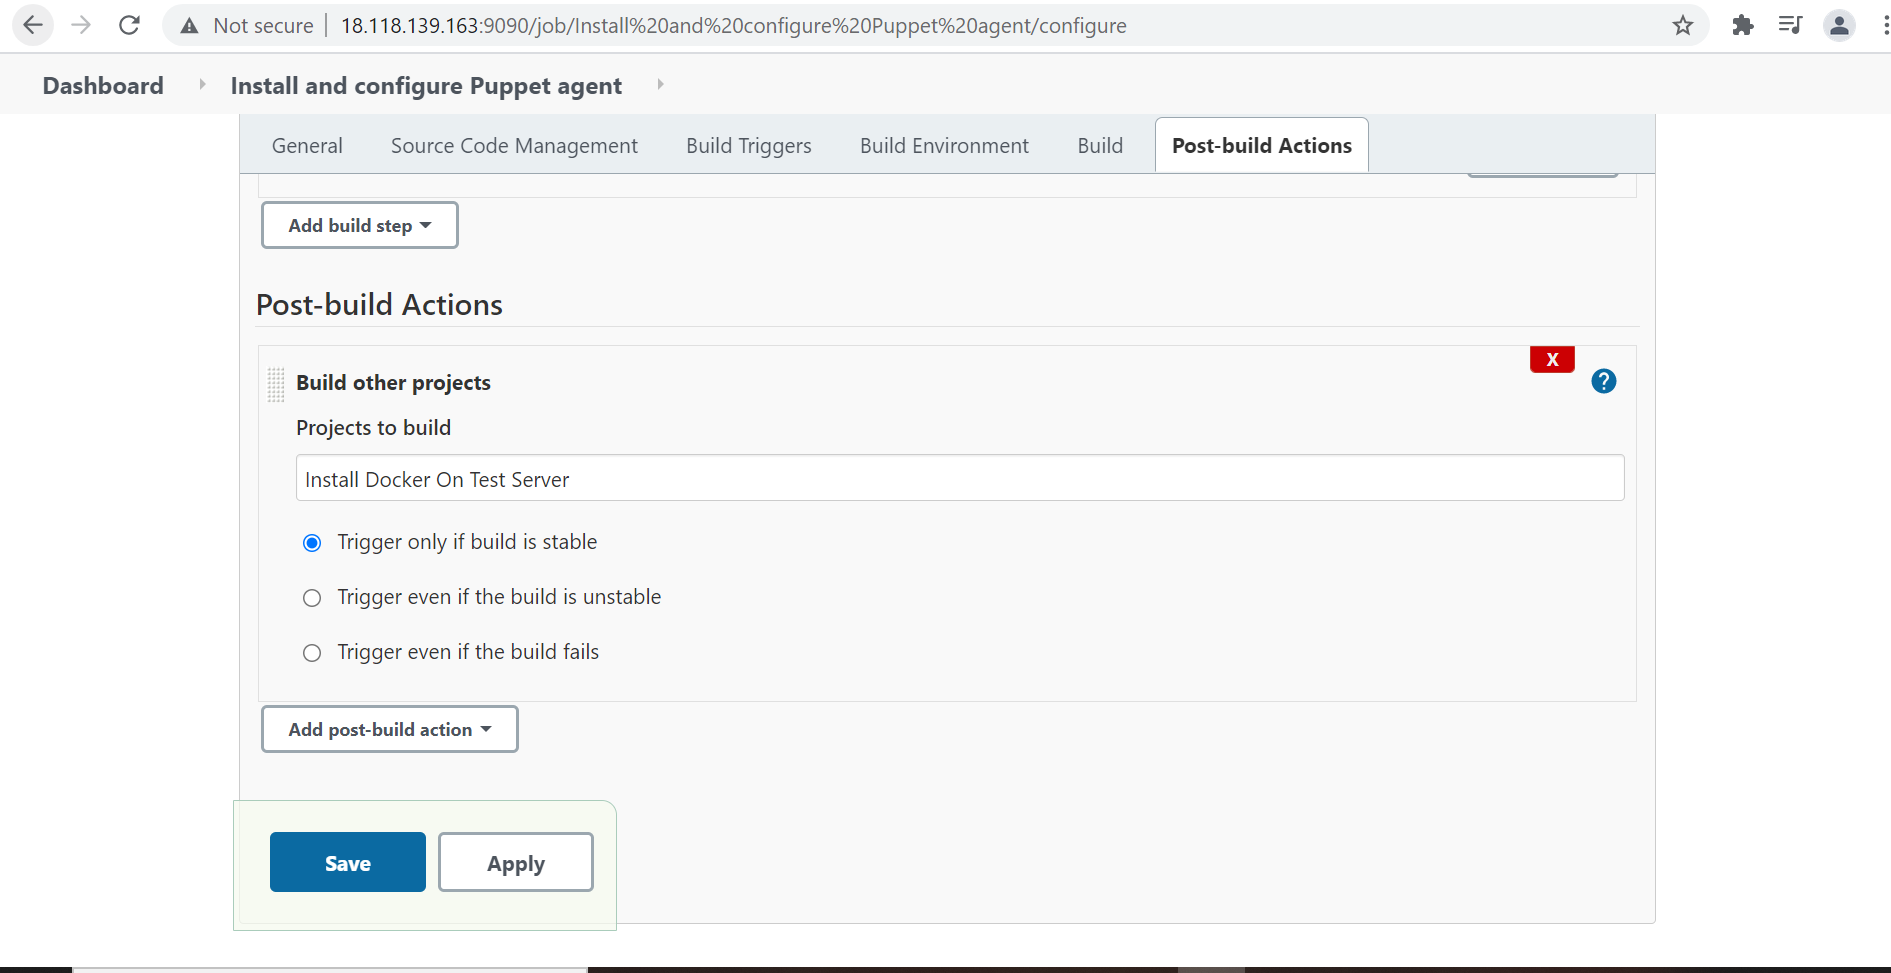 Not secure | 18.118.139.163:9090/job/Install%20and%20configure%20Puppet%20agent/configure
Dashboard Install and configure Puppet agent
General Source Code Management Build Triggers Build Environment Build Post-build Actions
Add build step
Post-build Actions
X
Build other projects ?
Projects to build
Install Docker On Test Server
Trigger only if build is stable
Trigger even if the build is unstable
Trigger even if the build fails
Add post-build action
Save Apply